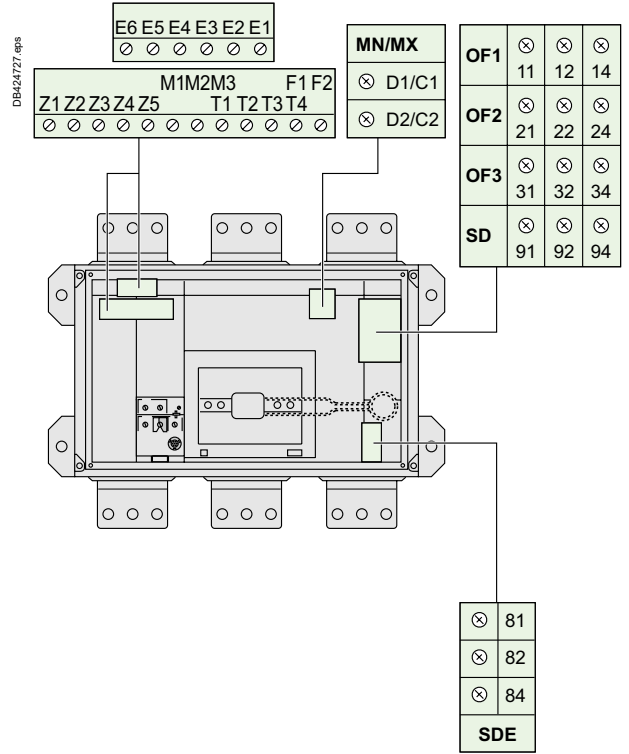 DB424727.eps
E6 E5 E4 E3 E2 E1
M1M2M3 F1 F2
Z1 Z2 Z3 Z4 Z5 T1 T2 T3 T4
MN/MX
D1/C1
D2/C2
OF1
11 12 14
OF2
21 22 24
OF3
31 32 34
SD
91 92 94
81
82
84
SDE